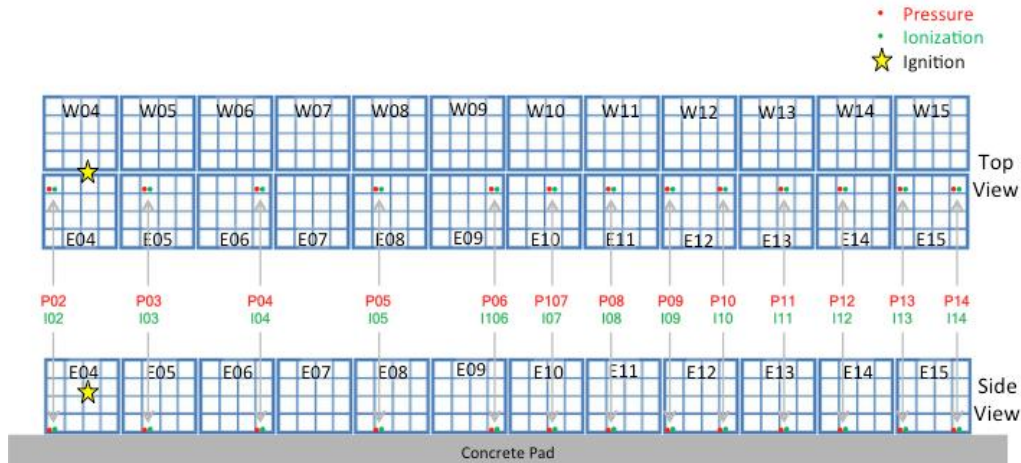 Pressure
Ionization
Ignition
W04 W05 W06 W07 W08 W09 W10 W11 W12 W13 W14 W15
Top
View
E04 E05 E06 E07 E08 E09 E10 E11 E12 E13 E14 E15
P02 P03 P04 P05 P06 P107 P08 P09 P10 P11 P12 P13 P14
I02 I03 I04 I05 I106 I07 I08 I09 I10 I11 I12 I13 I14
E04 E05 E06 E07 E08 E09 E10 E11 E12 E13 E14 E15
Side
View
Concrete Pad